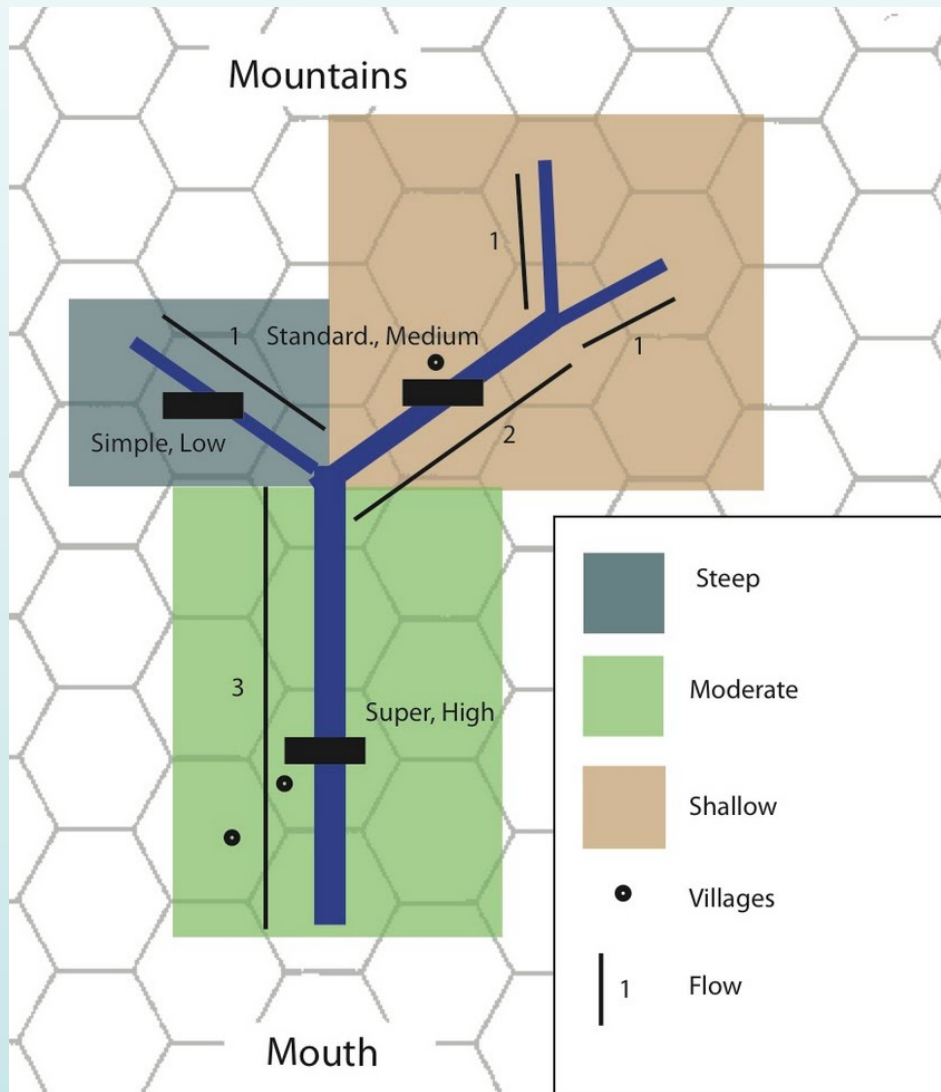 Mountains
1
1
Standard., Medium
1
Simple, Low
2
3
Super, High
Mouth
Steep
Moderate
Shallow
Villages
1
Flow